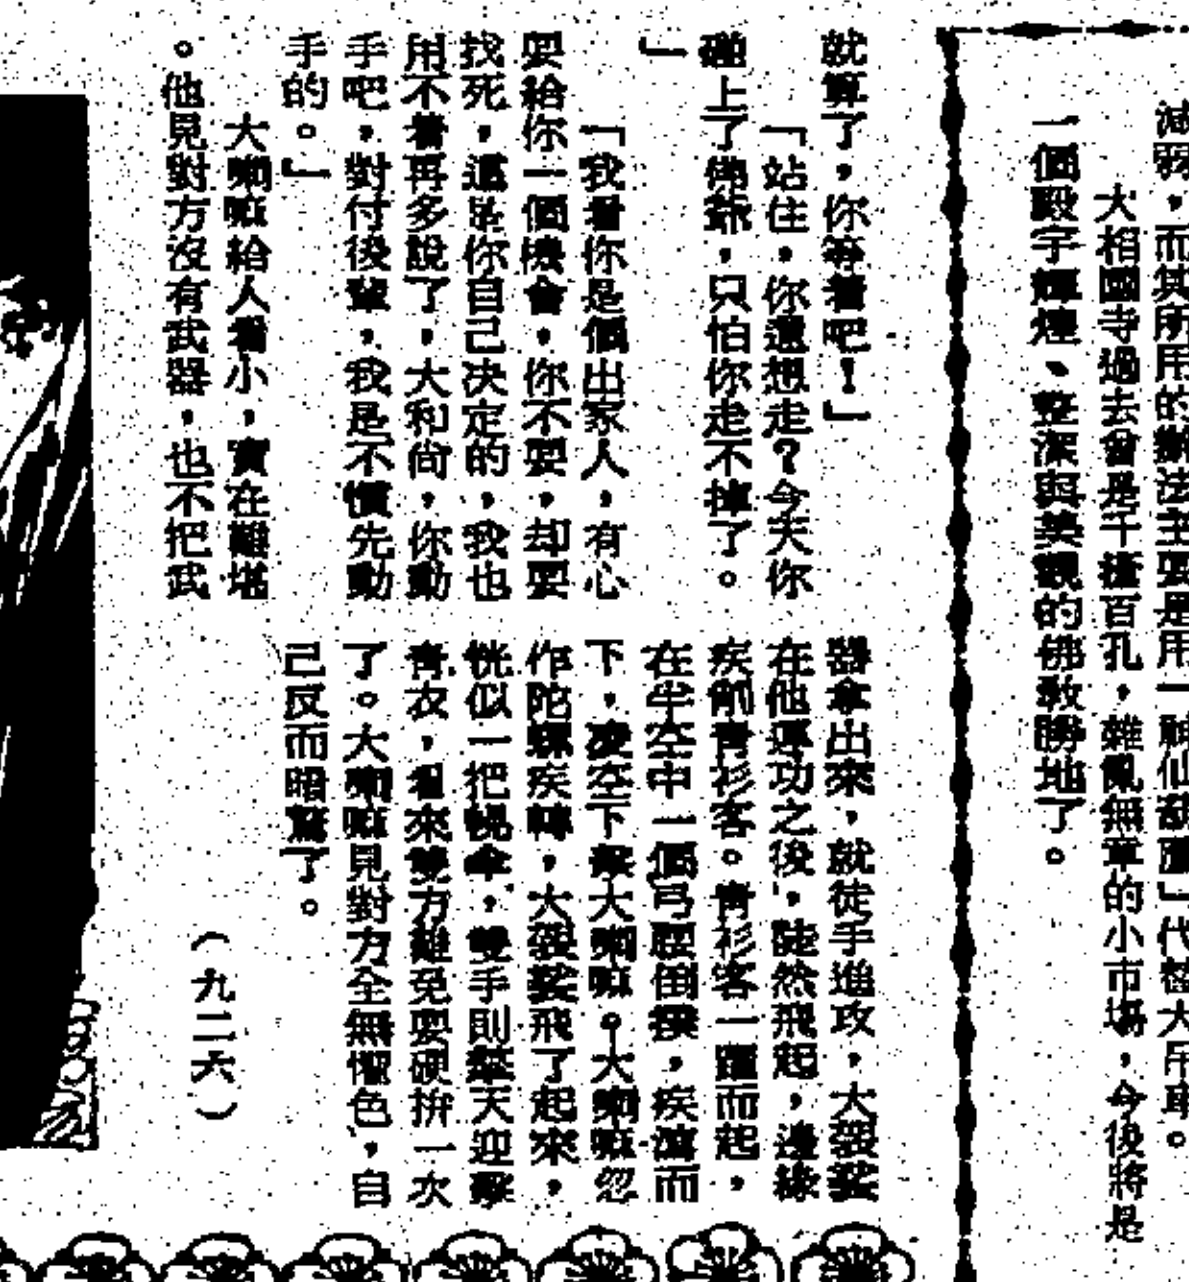 減弱，而其所用的辦法主要是用「神仙葫蘆」代替大吊車。
大相國寺過去曾是千瘡百孔，雜亂無章的小市場，今後將是
一個殿宇輝煌、整潔與美觀的佛教勝地了。
就算了，你等着吧！」
「站住，你還想走？今天你
碰上了佛爺，只怕你走不掉了。
」
「我看你是個出家人，有心
要給你一個機會，你不要，却要
找死，這是你自己決定的，我也
用不着再多說了，大和尚，你動
手吧，對付後輩，我是不慣先動
手的。」
大喇嘛給人看小，實在難堪
。他見對方沒有武器，也不把武
器拿出來，就徒手進攻，大袈裟
在他運功之後，陡然飛起，邊緣
疾削青衫客。青衫客一躍而起，
在半空中一個弓腰倒撲，疾瀉而
下，凌空下擊大喇嘛。大喇嘛忽
作陀螺疾轉，大袈裟飛了起來，
恍似一把幌傘，雙手則擎天迎擊
青衣，看來雙方難免要硬拚一次
了。大喇嘛見對方全無懼色，自
己反而暗驚了。
（九二六）